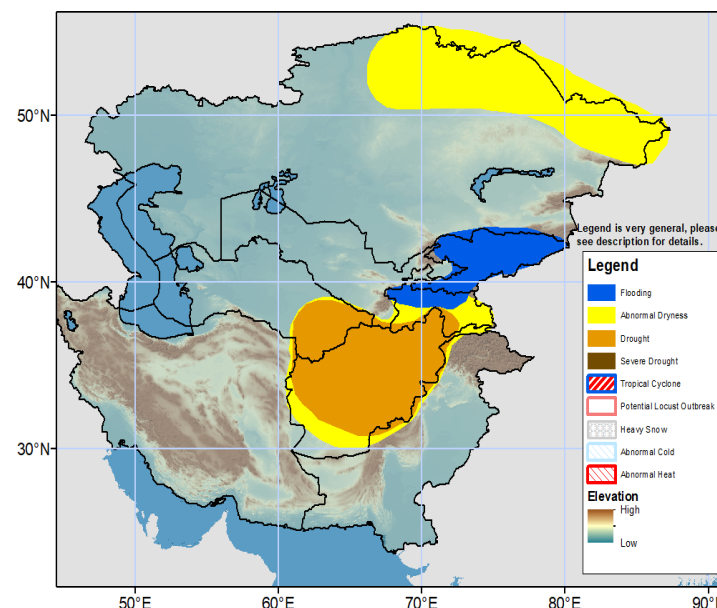 50°N
40°N
30°N
Legend is very general, please
see description for details.
Legend
Flooding
Abnormal Dryness
Drought
Severe Drought
Tropical Cyclone
Potential Locust Outbreak
Heavy Snow
Abnormal Cold
Abnormal Heat
Elevation
High
Low
50°E
60°E
70°E
80°E
90°E